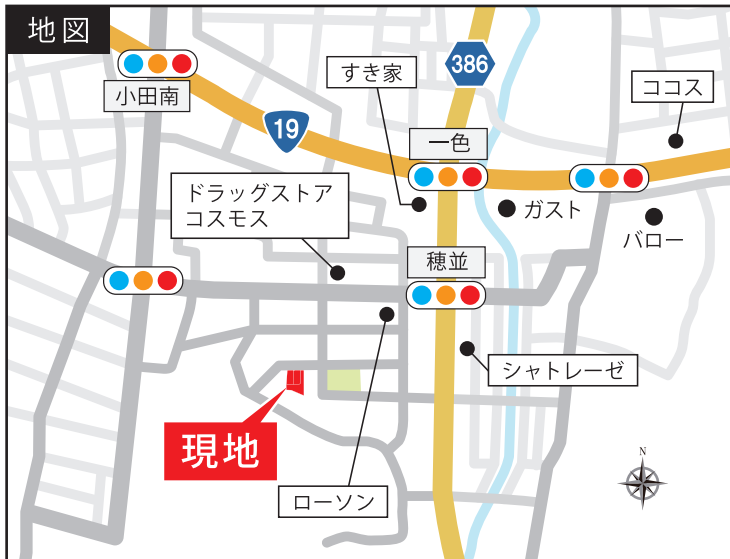 地図
小田南
19
すき家
386
ココス
一色
ドラッグストア
コスモス
ガスト
バロー
穂並
シャトレーゼ
現地
ローソン
N